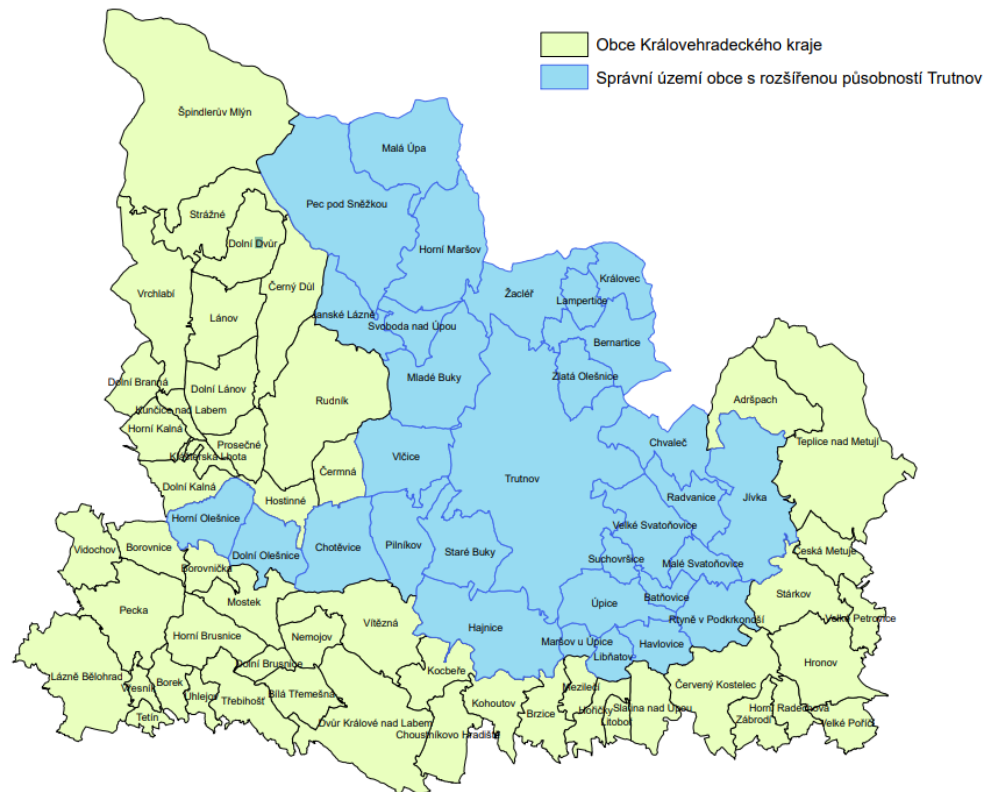 Obce Královehradeckého kraje
Správní území obce s rozšířenou působností Trutnov
Špindlerův Mlýn
Malá Úpa
Pec pod Sněžkou
Strážné
Dolní Dvůr
Horní Maršov
Královec
Černý Důl
Vrchlabí
Žacléř
Lampertice
Lánov
Janské Lázně
Svoboda nad Úpou
Bernartice
Mladé Buky
Zlatá Olešnice
Dolní Branná
Dolní Lánov
Rudník
Adršpach
Kunčice nad Labem
Horní Kalná
Prosečné
Chvaleč
Teplice nad Metují
Klášterská Lhota
Vlčice
Čermná
Trutnov
Dolní Kalná
Hostinné
Radvanice
Jívka
Horní Olešnice
Velké Svatoňovice
Vidochov
Borovnice
Dolní Olešnice
Chotěvice
Pilníkov
Staré Buky
Suchovršice
Malé Svatoňovice
Česká Metuje
Borovnička
Stárkov
Mostek
Úpice
Batňovice
Pecka
Vítězná
Hajnice
Rtyně v Podkrkonoší
Velké Petrovice
Horní Brusnice
Nemojov
Maršov u Úpice
Havlovice
Libňatov
Dolní Brusnice
Hronov
Lázně Bělohrad
Kocbeře
Vřesník
Borek
Uhlejov
Třebihošť
Bílá Třemešná
Mezilečí
Červený Kostelec
Kohoutov
Hořičky
Slatina nad Úpou
Horní Radechová
Tetín
Dvůr Králové nad Labem
Brzice
Litoboř
Zábrodí
Velké Poříčí
Choustníkovo Hradiště